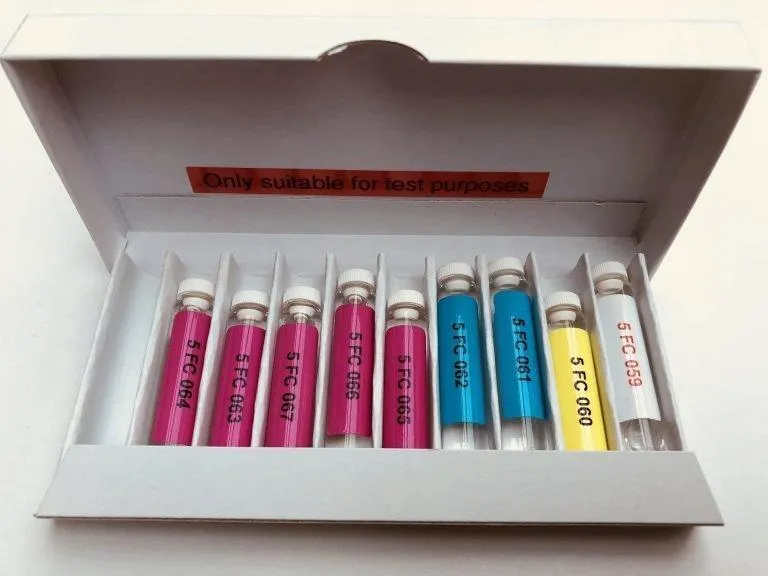 Only suitable for test purposes
5 FC 064
5 FC 063
5 FC 067
5 FC 066
5 FC 065
5 FC 062
5 FC 061
5 FC 060
5 FC 059